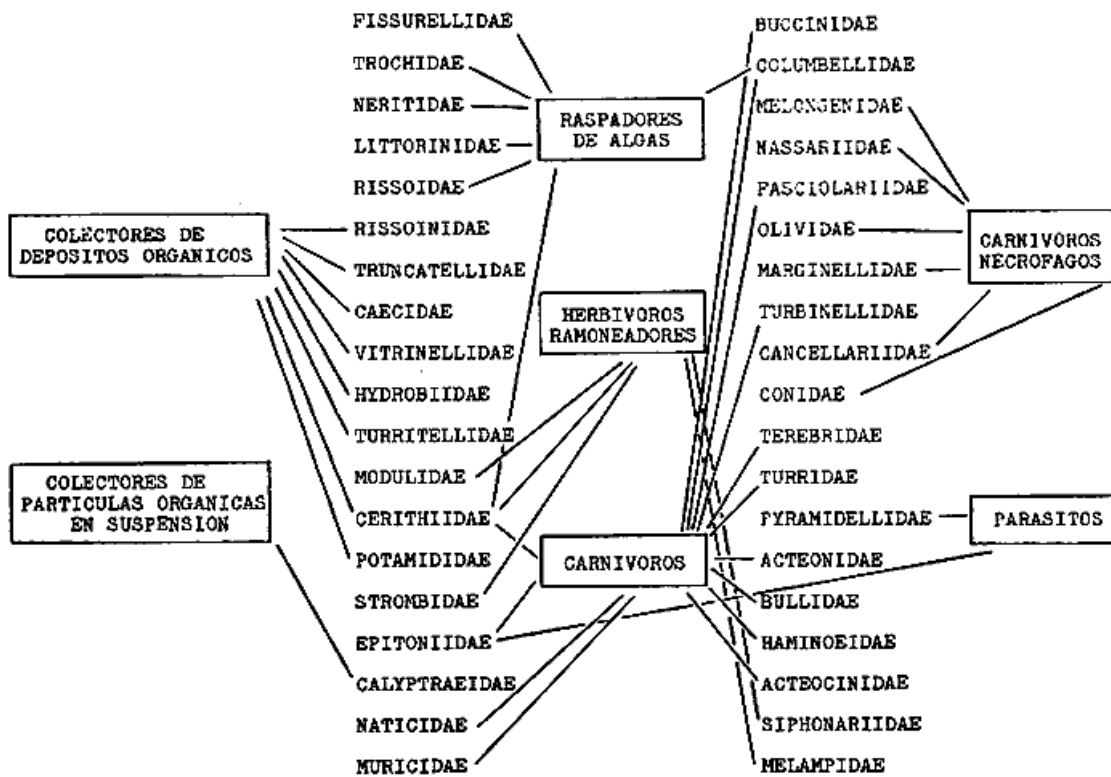 FISSURELLIDAE
TROCHIDAE
NERITIDAE
LITTORINIDAE
RISSOIDAE
RISSOINIDAE
TRUNCATELLIDAE
CAECIDAE
VITRINELLIDAE
HYDROBIIDAE
TURRITELLIDAE
MODULIDAE
CERITHIIDAE
POTAMIDIDAE
STROMBIDAE
EPITONIIDAE
CALYPTRAEIDAE
NATICIDAE
MURICIDAE
COLECTORES DE
DEPOSITOS ORGANICOS
COLECTORES DE
PARTICULAS ORGANICAS
EN SUSPENSION
RASPADORES
DE ALGAS
HERBIVOROS
RAMONEADORES
CARNIVOROS
BUCCINIDAE
COLUMBELLIDAE
MELONGENIDAE
NASSARIIDAE
FASCIOLARIIDAE
OLIVIDAE
MARGINELLIDAE
TURBINELLIDAE
CANCELLARIIDAE
CONIDAE
TEREBRIDAE
TURRIDAE
PYRAMIDELLIDAE
ACTEONIDAE
BULLIDAE
HAMINOEIDAE
ACTEOCINIDAE
SIPHONARIIDAE
MELAMPIDAE
CARNIVOROS
NECROFAGOS
PARASITOS